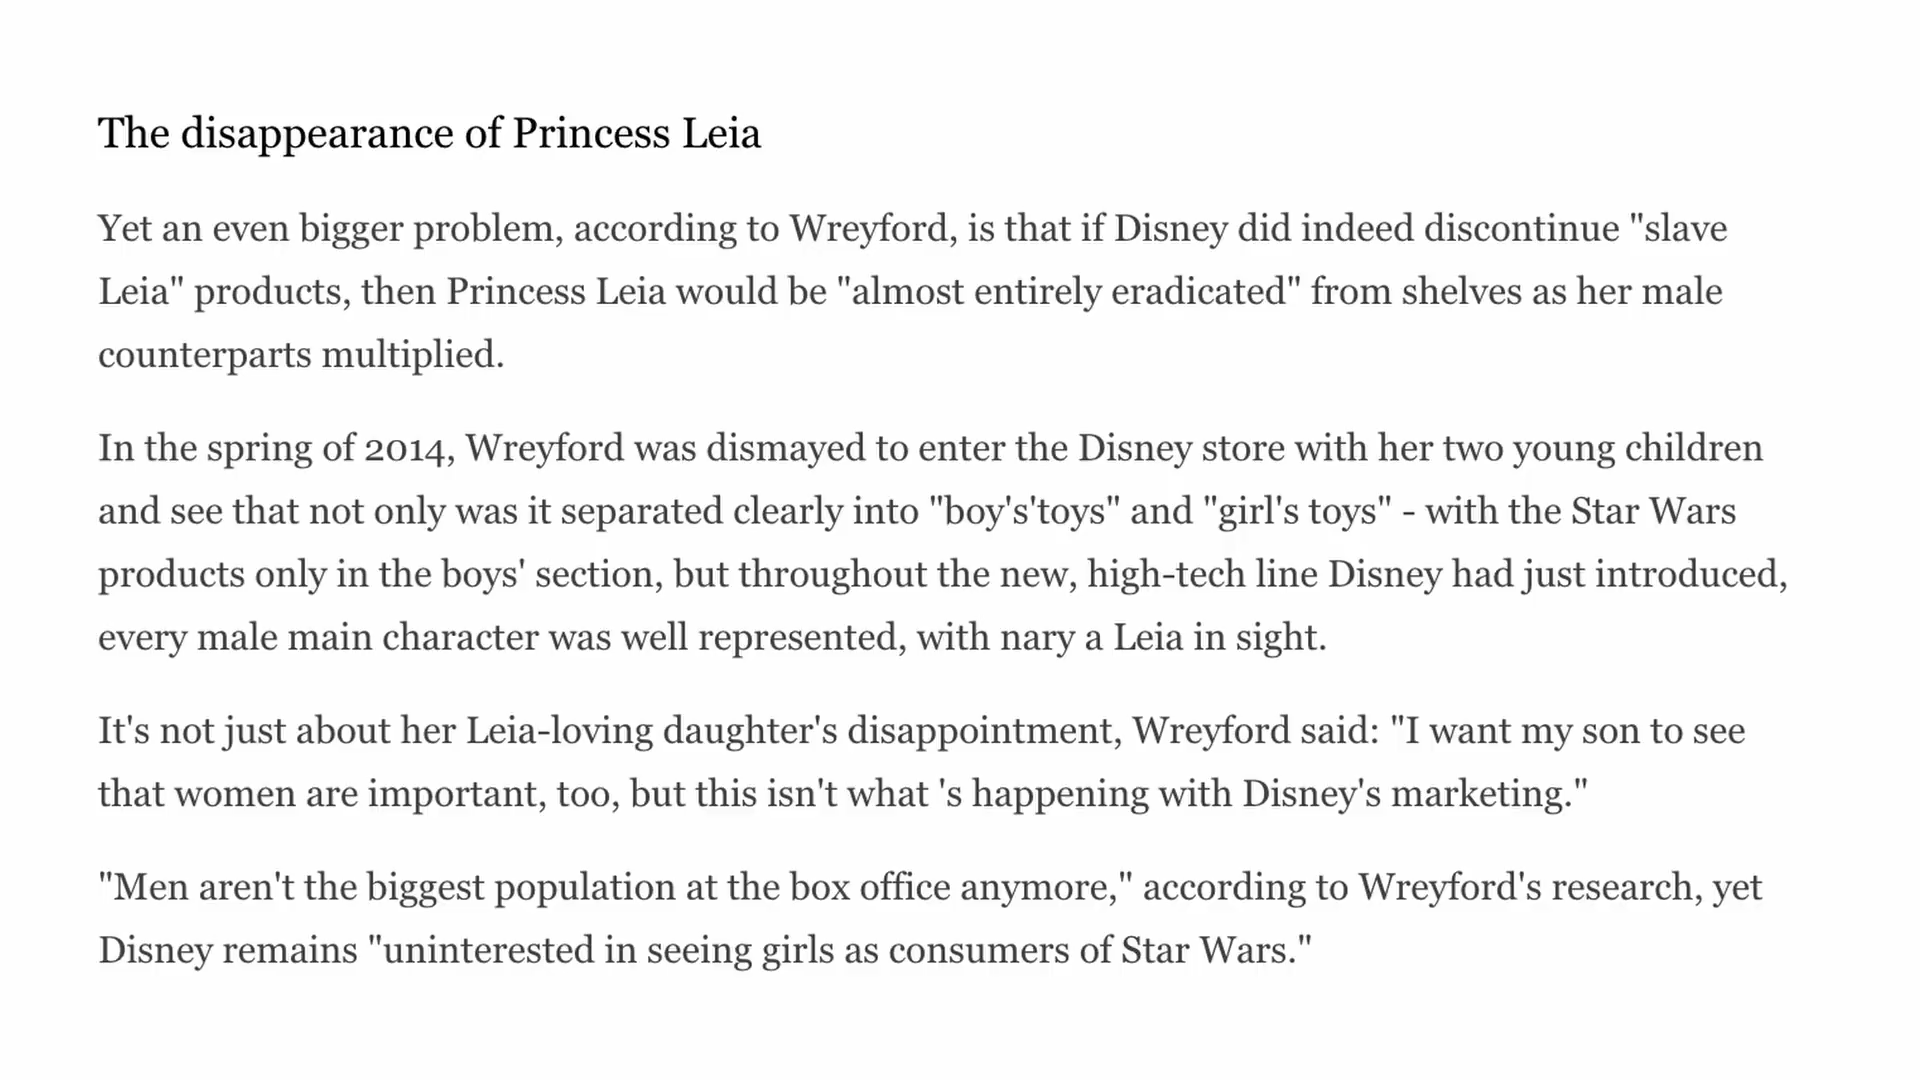 The disappearance of Princess Leia
Yet an even bigger problem, according to Wreyford, is that if Disney did indeed discontinue "slave
Leia" products, then Princess Leia would be "almost entirely eradicated" from shelves as her male
counterparts multiplied.
In the spring of 2014, Wreyford was dismayed to enter the Disney store with her two young children
and see that not only was it separated clearly into "boy's'toys" and "girl's toys" - with the Star Wars
products only in the boys' section, but throughout the new, high-tech line Disney had just introduced,
every male main character was well represented, with nary a Leia in sight.
It's not just about her Leia-loving daughter's disappointment, Wreyford said: "I want my son to see
that women are important, too, but this isn't what 's happening with Disney's marketing."
"Men aren't the biggest population at the box office anymore," according to Wreyford's research, yet
Disney remains "uninterested in seeing girls as consumers of Star Wars."